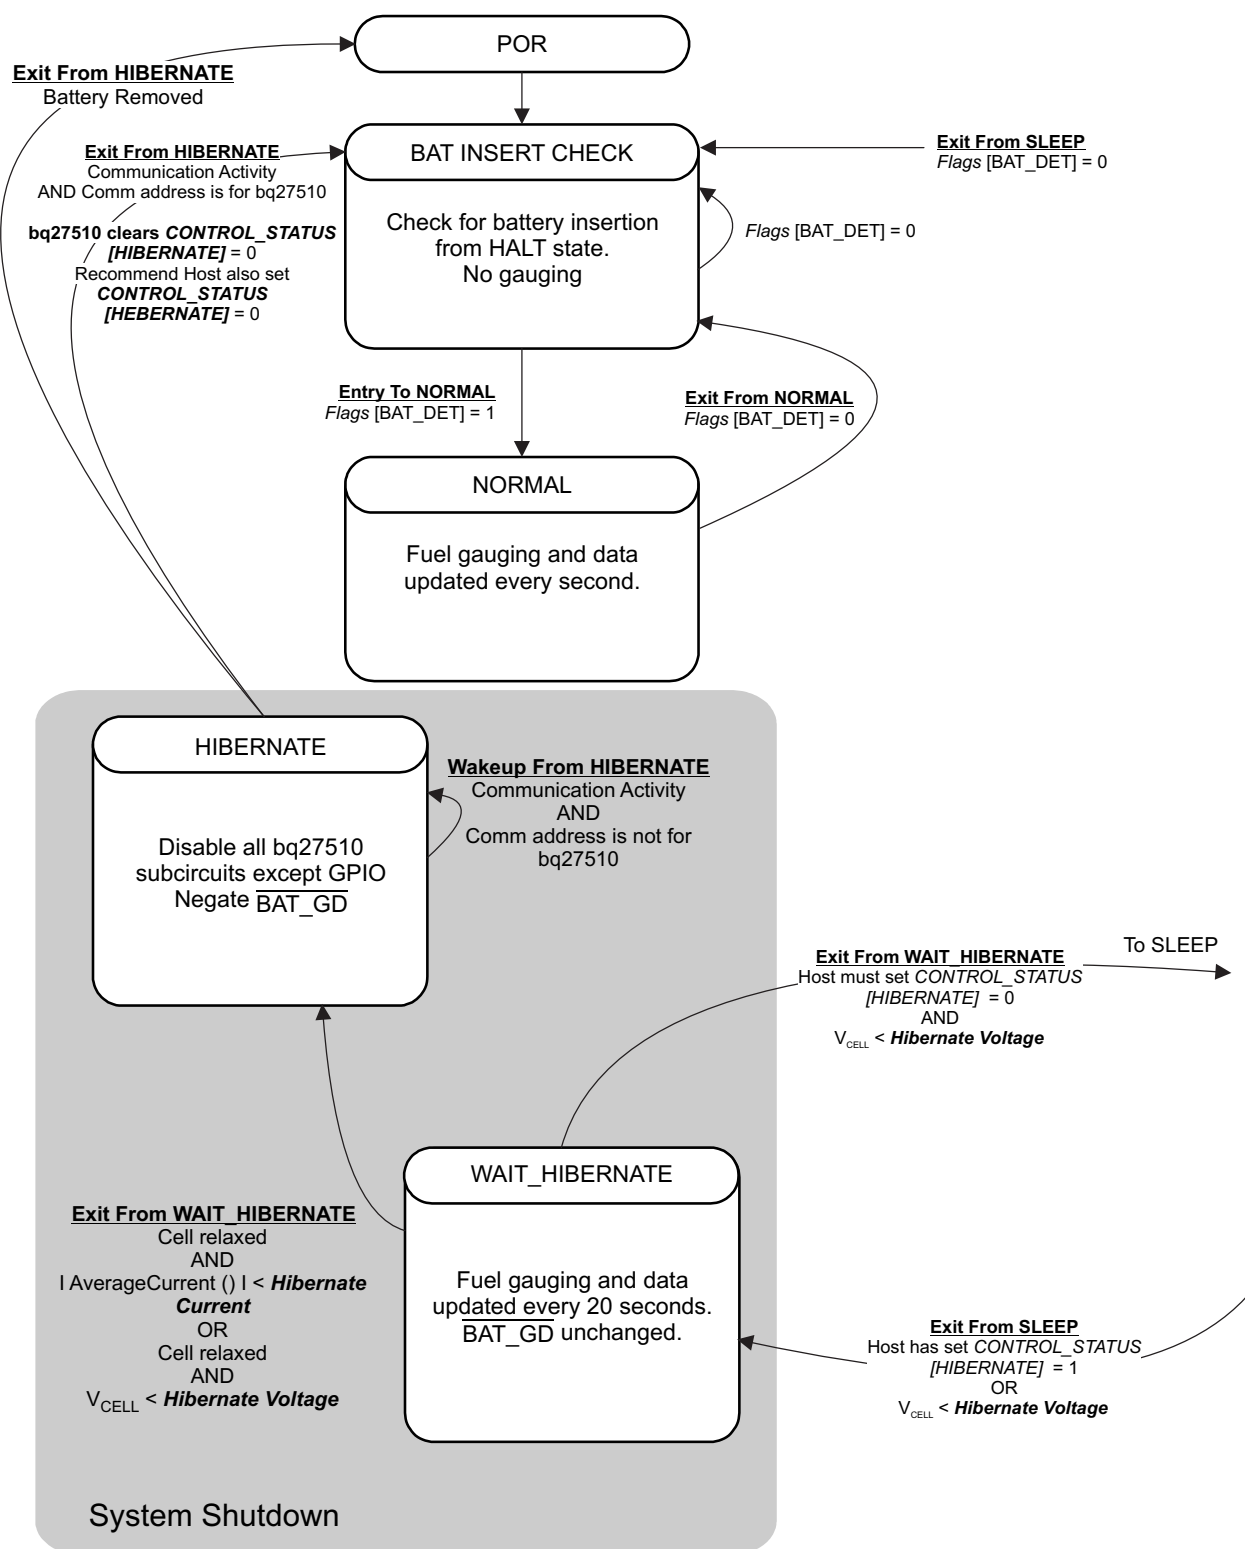 POR
Exit From HIBERNATE
Battery Removed
Exit From HIBERNATE
Communication Activity
AND Comm address is for bq27510
bq27510 clears CONTROL_STATUS
[HIBERNATE] = 0
Recommend Host also set
CONTROL_STATUS
[HEBERNATE] = 0
BAT INSERT CHECK
Check for battery insertion
from HALT state.
No gauging
Exit From SLEEP
Flags [BAT_DET] = 0
Flags [BAT_DET] = 0
Entry To NORMAL
Flags [BAT_DET] = 1
Exit From NORMAL
Flags [BAT_DET] = 0
NORMAL
Fuel gauging and data
updated every second.
HIBERNATE
Disable all bq27510
subcircuits except GPIO
Negate BAT_GD
Wakeup From HIBERNATE
Communication Activity
AND
Comm address is not for
bq27510
Exit From WAIT_HIBERNATE
Host must set CONTROL_STATUS
[HIBERNATE] = 0
AND
VCELL < Hibernate Voltage
To SLEEP
WAIT_HIBERNATE
Fuel gauging and data
updated every 20 seconds.
BAT_GD unchanged.
Exit From WAIT_HIBERNATE
Cell relaxed
AND
I AverageCurrent () I < Hibernate
Current
OR
Cell relaxed
AND
VCELL < Hibernate Voltage
Exit From SLEEP
Host has set CONTROL_STATUS
[HIBERNATE] = 1
OR
VCELL < Hibernate Voltage
System Shutdown